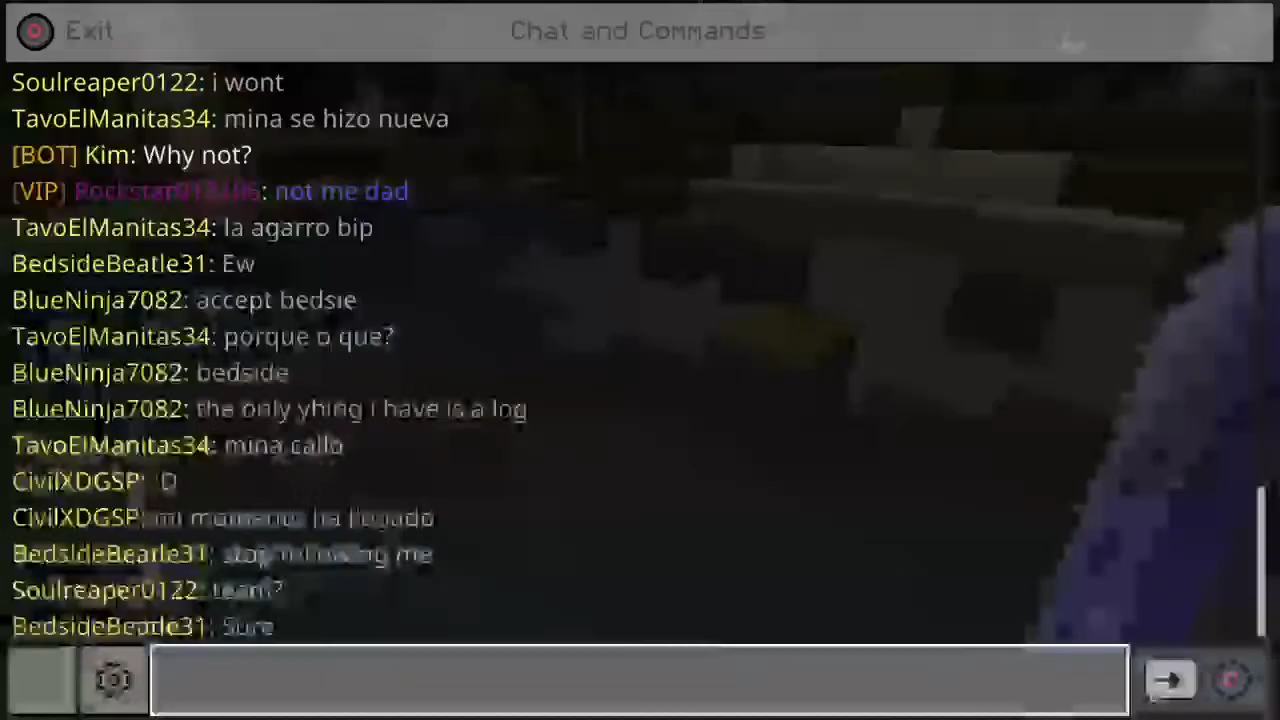 Exit
Chat and Commands
Soulreaper0122: i wont
TavoElManitas34: mina se hizo nueva
[BOT] Kim: Why not?
[VIP] : not me dad
TavoElManitas34: la agarro bip
BedsideBeatle31: Ew
BlueNinja7082: accept bedsie
TavoElManitas34: porque o que?
BlueNinja7082: bedside
BlueNinja7082: the only yhing i have is a log
TavoElManitas34: mina callo
CivilXDGSP: :D
CivilXDGSP: mi momento ha llegado
BedsideBeatle31: stop following me
Soulreaper0122: team?
BedsideBeatle31: Sure